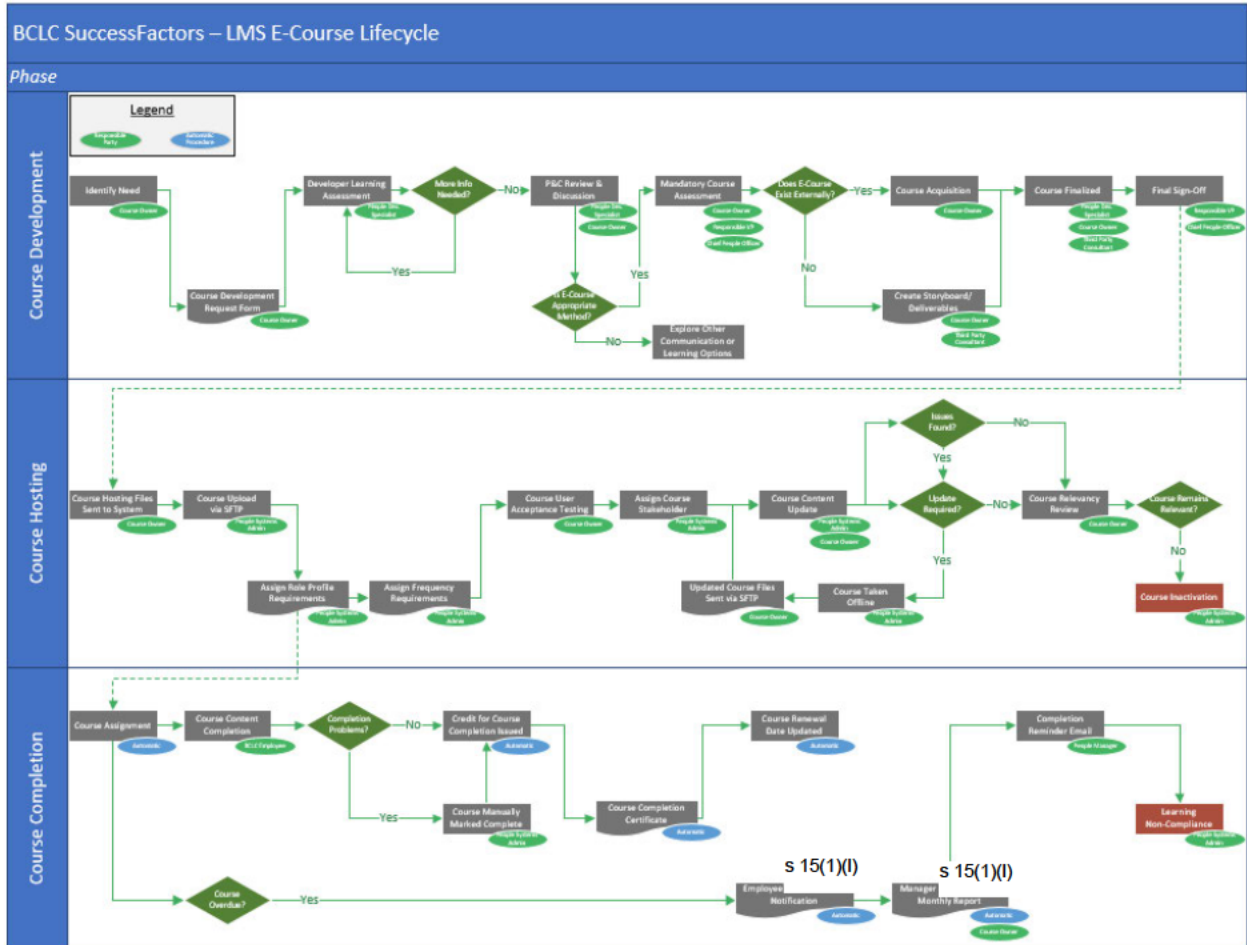 BCLC SuccessFactors – LMS E-Course Lifecycle
Phase
Course Development
Legend
Responsible
Party
Automatic
Procedure
Identify Need
Course Owner
Course Development
Request Form
Course Owner
Developer Learning
Assessment
People Dev.
Specialist
More Info
Needed?
Yes
No
P&C Review &
Discussion
People Dev.
Specialist
Course Owner
Is E-Course
Appropriate
Method?
Yes
No
Explore Other
Communication or
Learning Options
Mandatory Course
Assessment
Course Owner
Responsible VP
Chief People Officer
Does E-Course
Exist Externally?
Yes
No
Course Acquisition
Course Owner
Create Storyboard/
Deliverables
Course Owner
Third Party
Consultant
Course Finalized
People Dev.
Specialist
Course Owner
Third Party
Consultant
Final Sign-Off
Responsible VP
Chief People Officer
Course Hosting
Course Hosting Files
Sent to System
Course Owner
Course Upload
via SFTP
People Systems
Admin
Assign Role Profile
Requirements
People Systems
Admin
Assign Frequency
Requirements
People Systems
Admin
Course User
Acceptance Testing
Course Owner
Assign Course
Stakeholder
People Systems
Admin
Course Content
Update
People Systems
Admin
Course Owner
Issues
Found?
No
Yes
Update
Required?
No
Yes
Course Taken
Offline
People Systems
Admin
Updated Course Files
Sent via SFTP
Course Owner
Course Relevancy
Review
Course Owner
Course Remains
Relevant?
No
Course Inactivation
People Systems
Admin
Course Completion
Course Assignment
Automatic
Course Content
Completion
BCLC Employee
Completion
Problems?
No
Yes
Credit for Course
Completion Issued
Automatic
Course Manually
Marked Complete
People Systems
Admin
Course Completion
Certificate
Automatic
Course Renewal
Date Updated
Automatic
Course
Overdue?
Yes
s 15(1)(l)
Employee
Notification
Automatic
s 15(1)(l)
Manager
Monthly Report
Automatic
Course Owner
Completion
Reminder Email
People Manager
Learning
Non-Compliance
People Systems
Admin